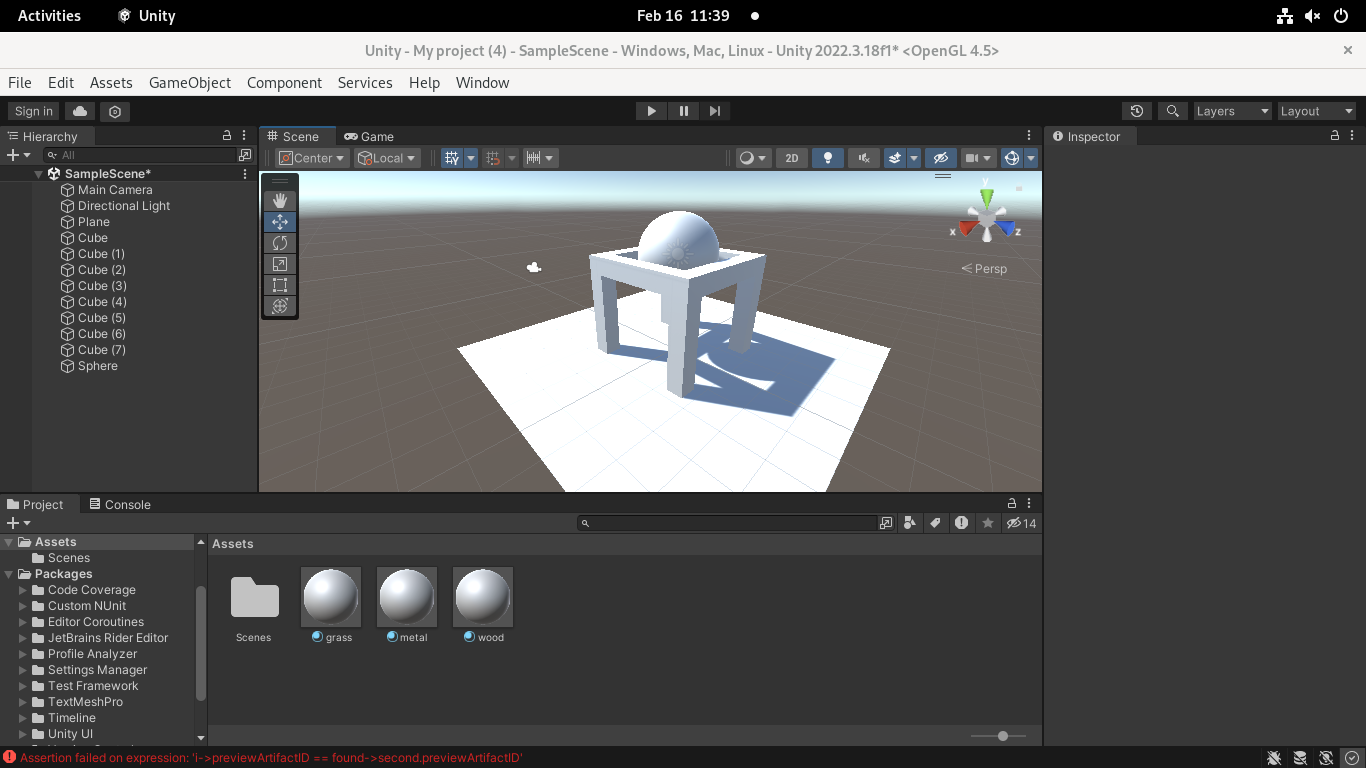 Activities Unity Feb 16 11:39
Unity - My project (4) - SampleScene - Windows, Mac, Linux - Unity 2022.3.18f1* <OpenGL 4.5>
File Edit Assets GameObject Component Services Help Window
Sign in Layers Layout
Hierarchy
All
SampleScene*
Main Camera
Directional Light
Plane
Cube
Cube (1)
Cube (2)
Cube (3)
Cube (4)
Cube (5)
Cube (6)
Cube (7)
Sphere
Scene Game
Center Local 2D
y
x z
Persp
Inspector
Project Console
14
Assets
Scenes
Packages
Code Coverage
Custom NUnit
Editor Coroutines
JetBrains Rider Editor
Profile Analyzer
Settings Manager
Test Framework
TextMeshPro
Timeline
Unity UI
Assets
Scenes grass metal wood
Assertion failed on expression: 'i->previewArtifactID == found->second.previewArtifactID'